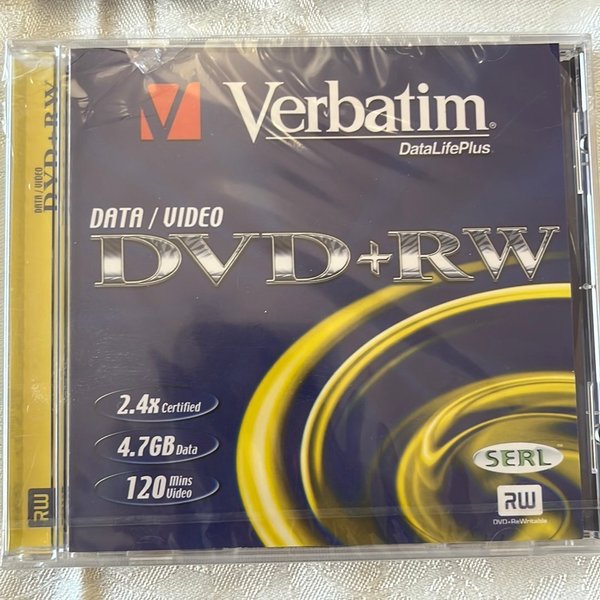 DATA / VIDEO
DVD+RW
RW
V Verbatim®
DataLifePlus
DATA / VIDEO
DVD+RW
2.4x Certified
4.7GB Data
120 Mins Video
SERL
RW
DVD+ReWritable